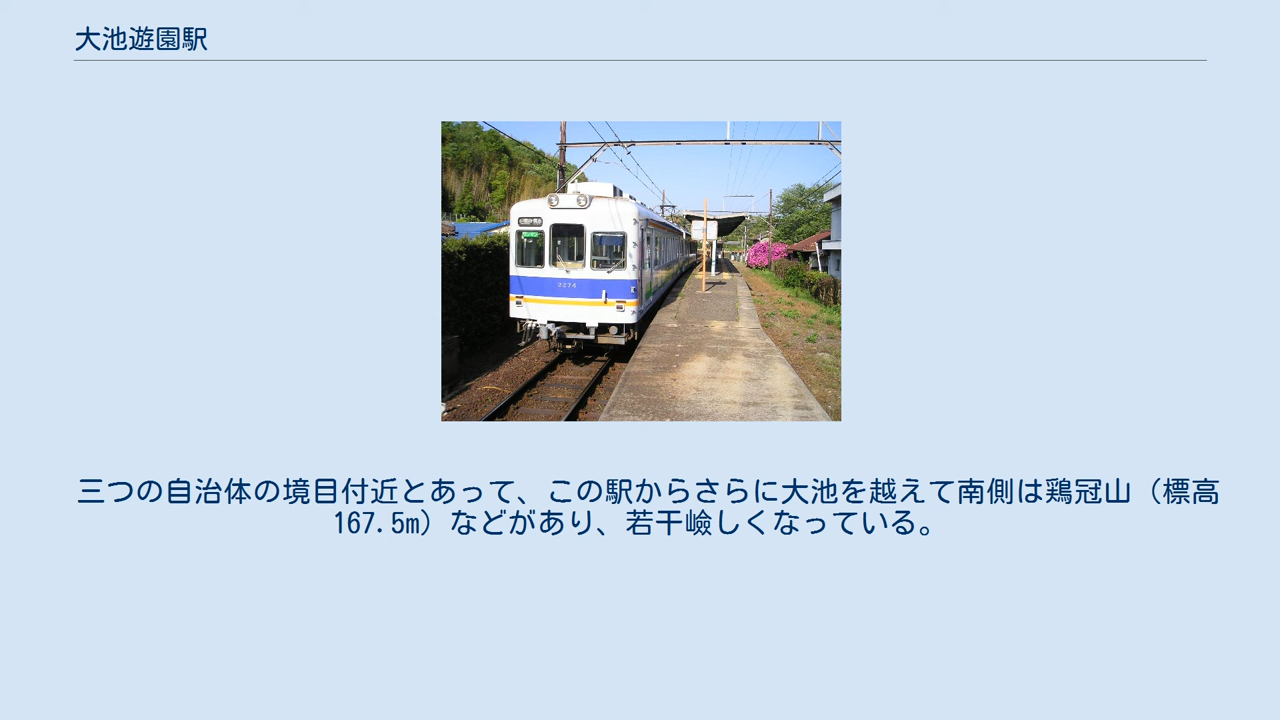 大池遊園駅
2274
三つの自治体の境目付近とあって、この駅からさらに大池を越えて南側は鶏冠山（標高
167.5m）などがあり、若干嶮しくなっている。